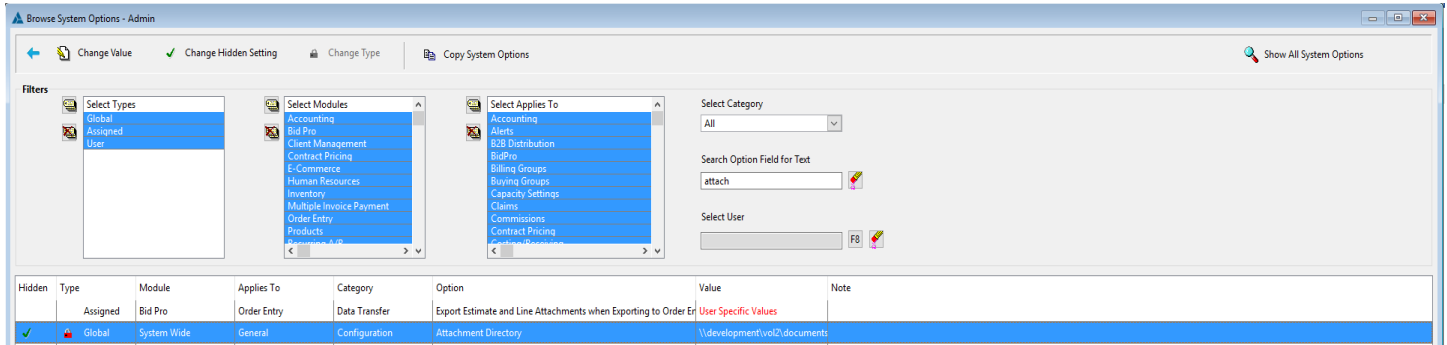 Browse System Options - Admin
Change Value Change Hidden Setting Change Type Copy System Options Show All System Options
Filters
Select Types
Global
Assigned
User
Select Modules
Accounting
Bid Pro
Client Management
Contract Pricing
E-Commerce
Human Resources
Inventory
Multiple Invoice Payment
Order Entry
Products
Recurring A/R
Select Applies To
Accounting
Alerts
B2B Distribution
BidPro
Billing Groups
Buying Groups
Capacity Settings
Claims
Commissions
Contract Pricing
Costing/Receiving
Select Category
All
Search Option Field for Text
attach
Select User
F8
Hidden Type Module Applies To Category Option Value Note
Assigned Bid Pro Order Entry Data Transfer Export Estimate and Line Attachments when Exporting to Order Er User Specific Values
Global System Wide General Configuration Attachment Directory \\development\vol2\documents